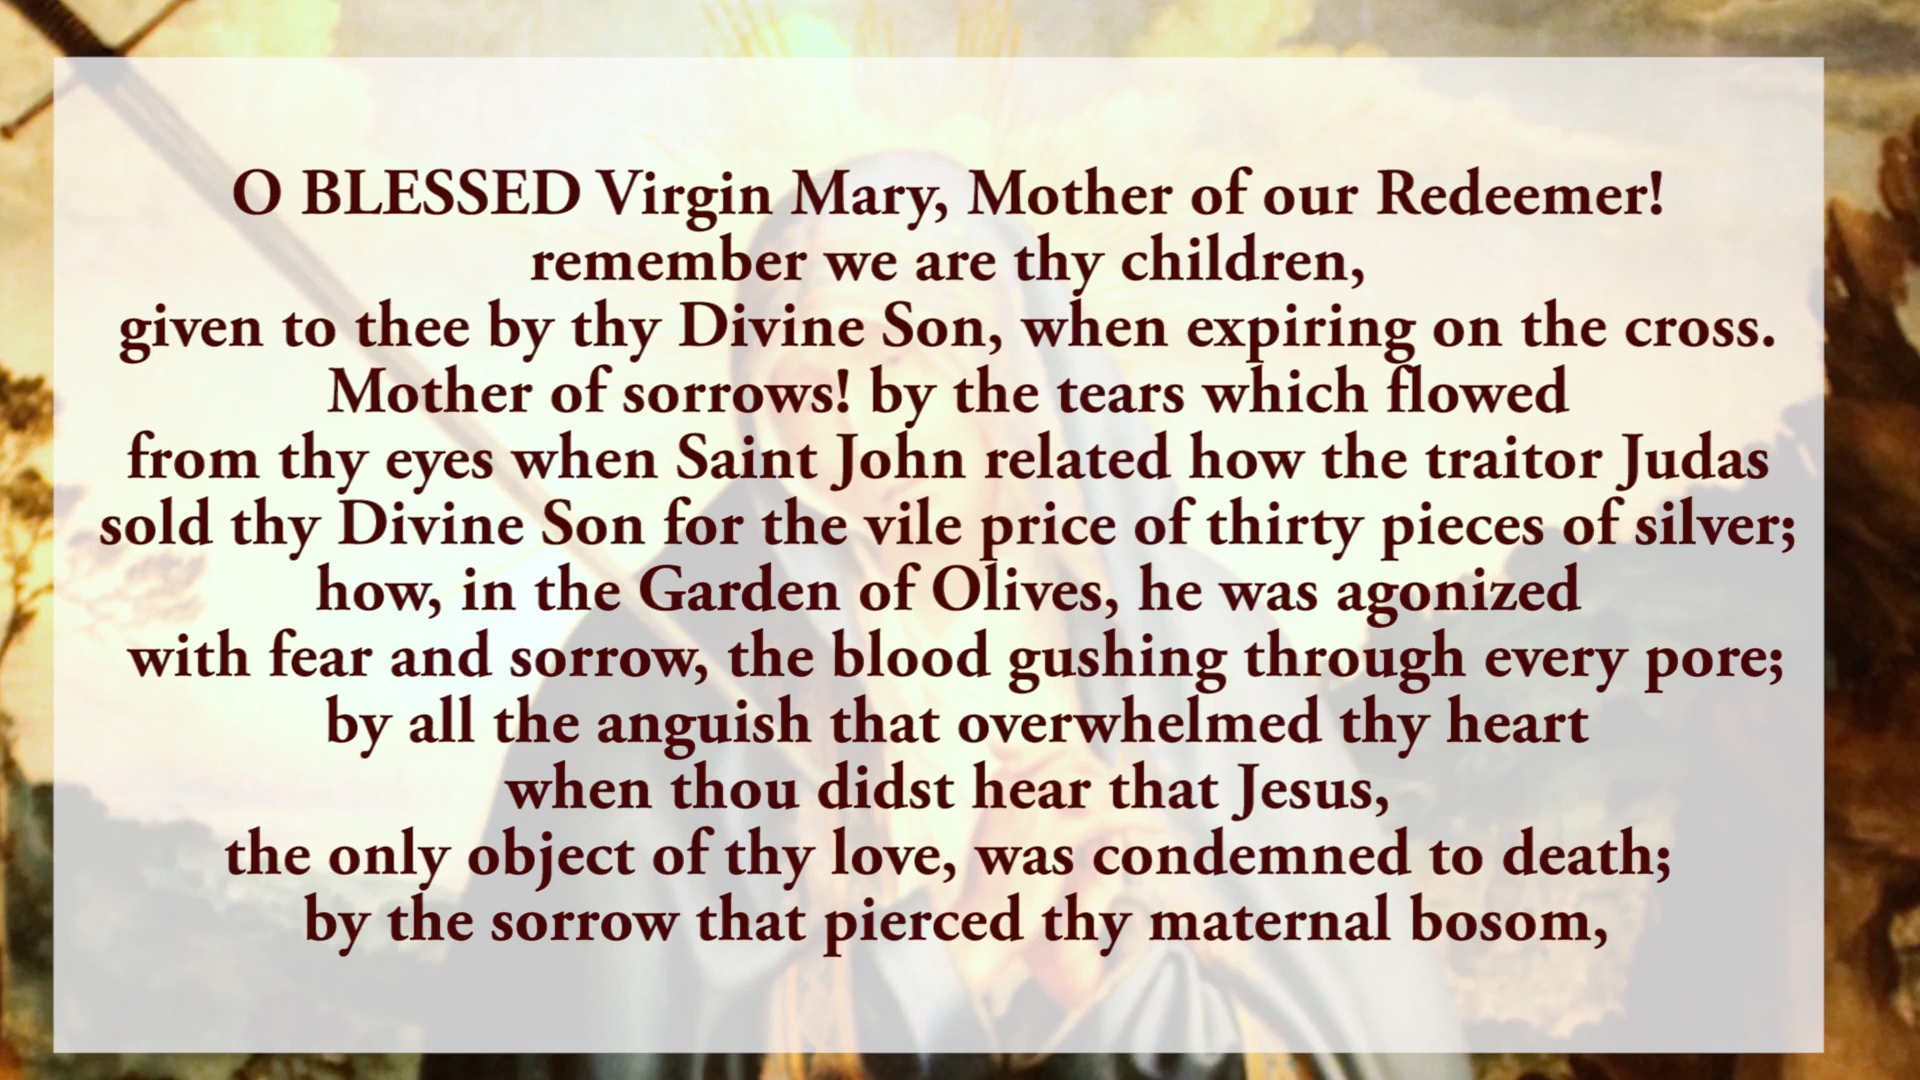 O BLESSED Virgin Mary, Mother of our Redeemer!
remember we are thy children,
given to thee by thy Divine Son, when expiring on the cross.
Mother of sorrows! by the tears which flowed
from thy eyes when Saint John related how the traitor Judas
sold thy Divine Son for the vile price of thirty pieces of silver;
how, in the Garden of Olives, he was agonized
with fear and sorrow, the blood gushing through every pore;
by all the anguish that overwhelmed thy heart
when thou didst hear that Jesus,
the only object of thy love, was condemned to death;
by the sorrow that pierced thy maternal bosom,